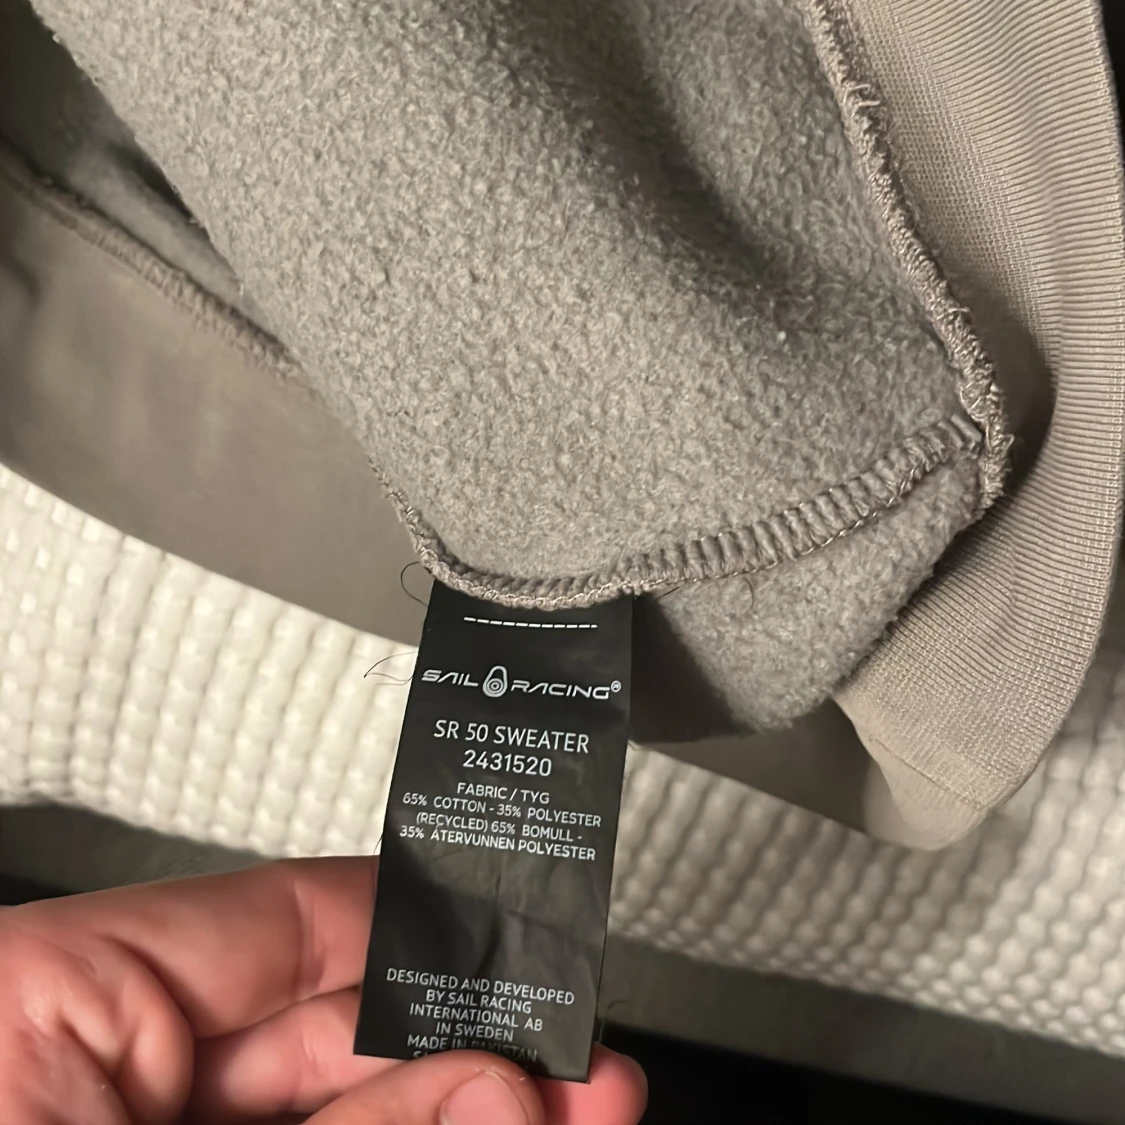 SAIL RACING®
SR 50 SWEATER
2431520
FABRIC / TYG
65% COTTON - 35% POLYESTER
(RECYCLED) 65% BOMULL -
35% ÅTERVUNNEN POLYESTER
DESIGNED AND DEVELOPED
BY SAIL RACING
INTERNATIONAL AB
IN SWEDEN
MADE IN PAKISTAN